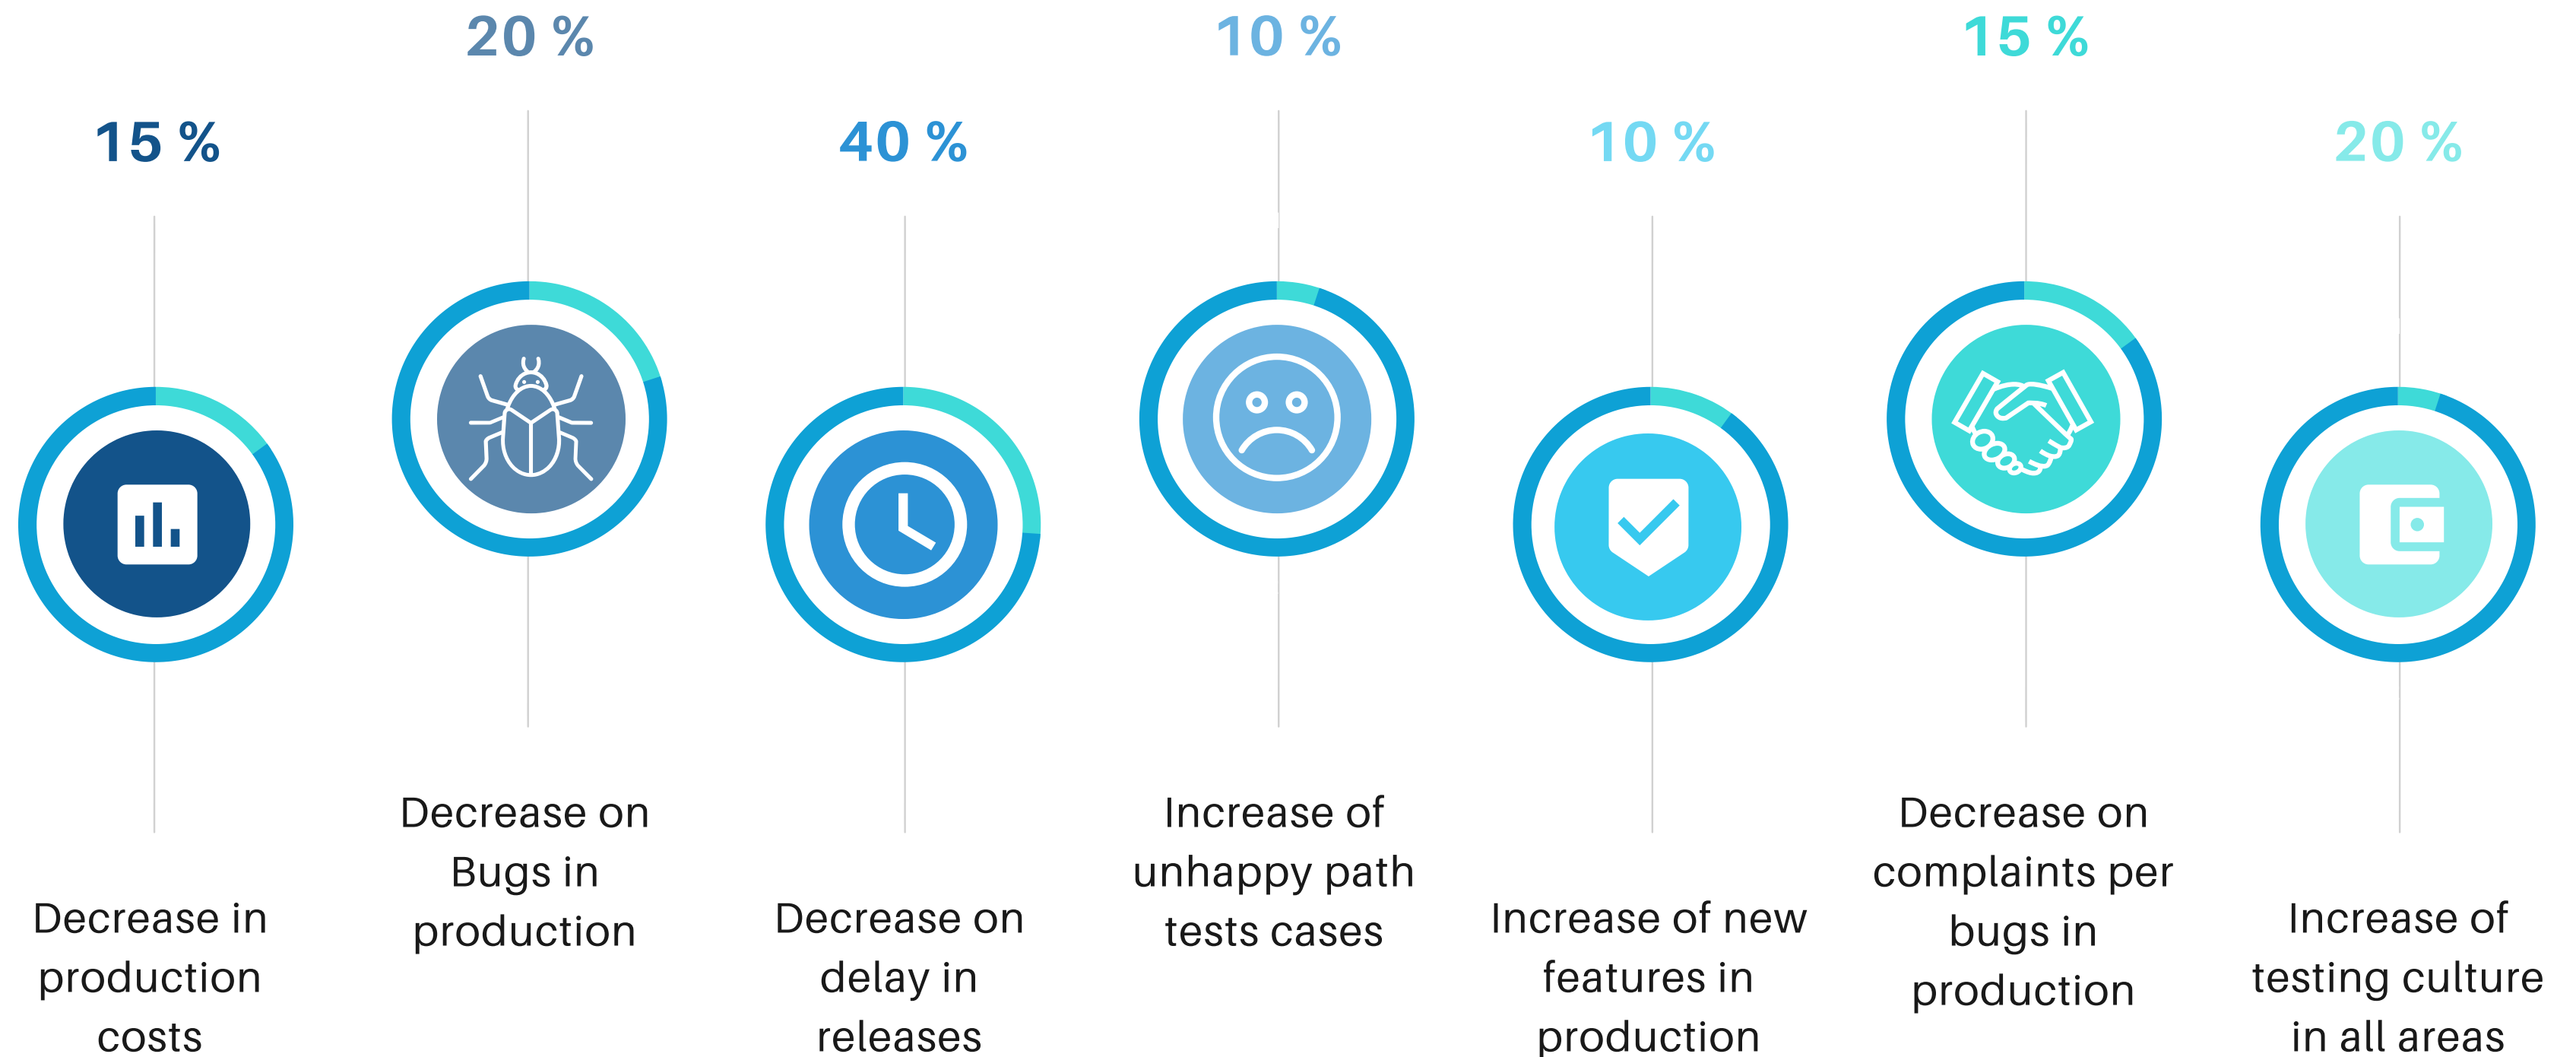 15 %
Decrease in
production
costs
20 %
Decrease on
Bugs in
production
40 %
Decrease on
delay in
releases
10 %
Increase of
unhappy path
tests cases
10 %
Increase of new
features in
production
15 %
Decrease on
complaints per
bugs in
production
20 %
Increase of
testing culture
in all areas